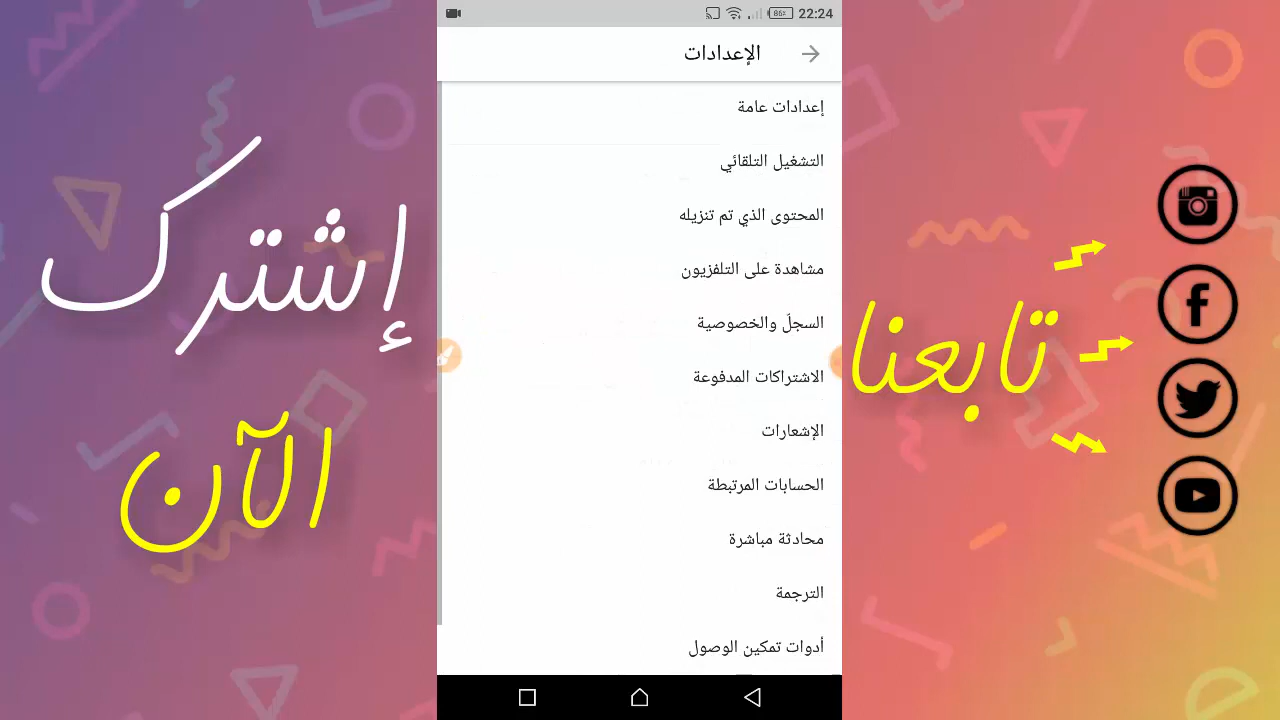 22:24
86%
الإعدادات
إعدادات عامة
التشغيل التلقائي
المحتوى الذي تم تنزيله
مشاهدة على التلفزيون
السجلّ والخصوصية
الاشتراكات المدفوعة
الإشعارات
الحسابات المرتبطة
محادثة مباشرة
الترجمة
أدوات تمكين الوصول
إشترك
الآن
تابعنا